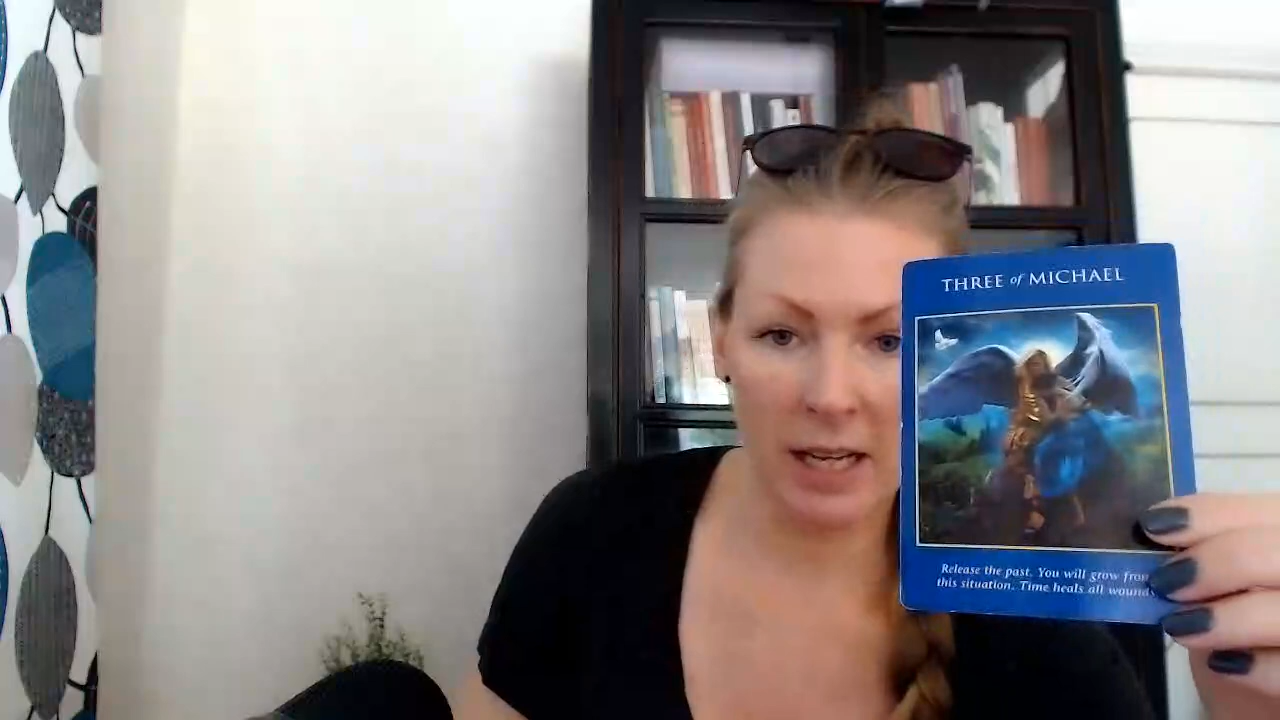 THREE of MICHAEL
Release the past. You will grow from
this situation. Time heals all wounds